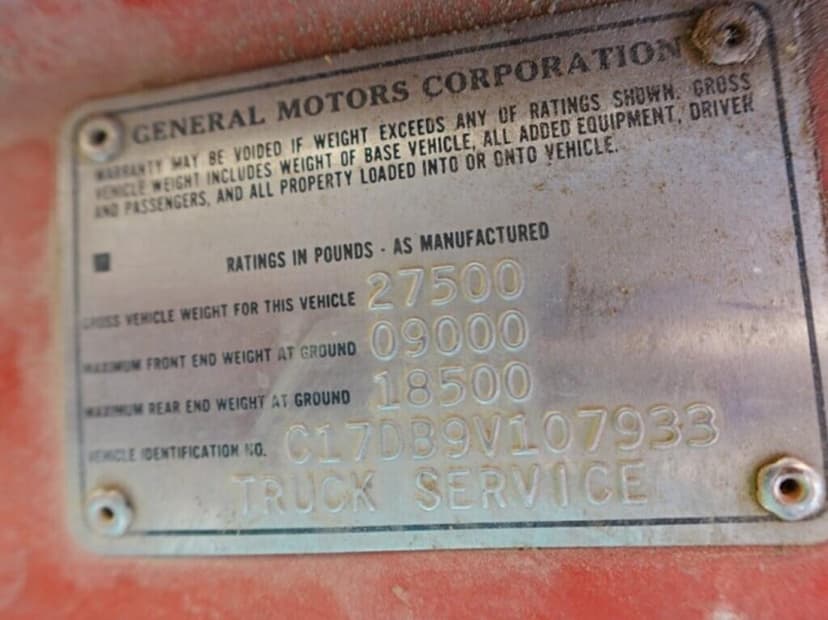 GENERAL MOTORS CORPORATION
WARRANTY MAY BE VOIDED IF WEIGHT EXCEEDS ANY OF RATINGS SHOWN. GROSS
VEHICLE WEIGHT INCLUDES WEIGHT OF BASE VEHICLE, ALL ADDED EQUIPMENT, DRIVER
AND PASSENGERS, AND ALL PROPERTY LOADED INTO OR ONTO VEHICLE.
RATINGS IN POUNDS - AS MANUFACTURED
GROSS VEHICLE WEIGHT FOR THIS VEHICLE 27500
MAXIMUM FRONT END WEIGHT AT GROUND 09000
MAXIMUM REAR END WEIGHT AT GROUND 18500
VEHICLE IDENTIFICATION NO. C17DB9V107933
TRUCK SERVICE